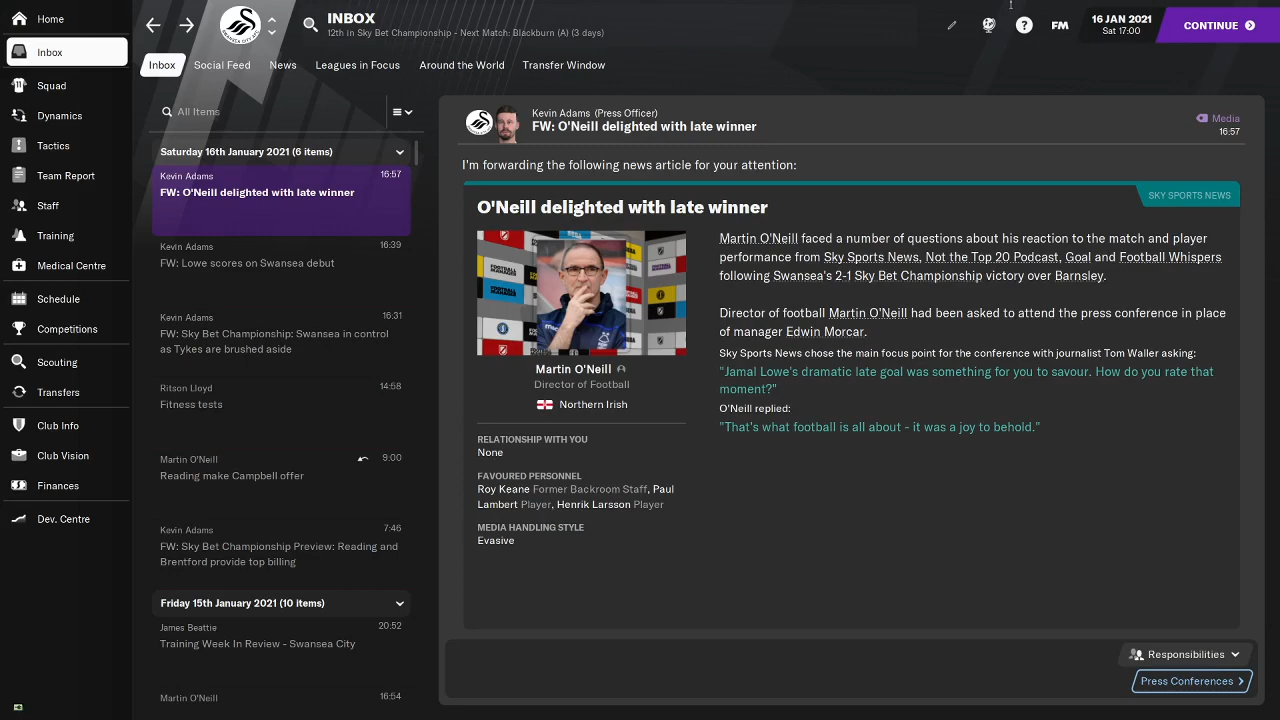 Home
Inbox
Squad
Dynamics
Tactics
Team Report
Staff
Training
Medical Centre
Schedule
Competitions
Scouting
Transfers
Club Info
Club Vision
Finances
Dev. Centre
INBOX
12th in Sky Bet Championship - Next Match: Blackburn (A) (3 days)
FM
16 JAN 2021
Sat 17:00
CONTINUE
Inbox
Social Feed
News
Leagues in Focus
Around the World
Transfer Window
All Items
Saturday 16th January 2021 (6 items)
Kevin Adams 16:57
FW: O'Neill delighted with late winner
Kevin Adams 16:39
FW: Lowe scores on Swansea debut
Kevin Adams 16:31
FW: Sky Bet Championship: Swansea in control
as Tykes are brushed aside
Ritson Lloyd 14:58
Fitness tests
Martin O'Neill 9:00
Reading make Campbell offer
Kevin Adams 7:46
FW: Sky Bet Championship Preview: Reading and
Brentford provide top billing
Friday 15th January 2021 (10 items)
James Beattie 20:52
Training Week In Review - Swansea City
Martin O'Neill 16:54
Kevin Adams (Press Officer)
FW: O'Neill delighted with late winner
Media
16:57
I'm forwarding the following news article for your attention:
SKY SPORTS NEWS
O'Neill delighted with late winner
Martin O'Neill
Director of Football
Northern Irish
RELATIONSHIP WITH YOU
None
FAVOURED PERSONNEL
Roy Keane Former Backroom Staff, Paul
Lambert Player, Henrik Larsson Player
MEDIA HANDLING STYLE
Evasive
Martin O'Neill faced a number of questions about his reaction to the match and player
performance from Sky Sports News, Not the Top 20 Podcast, Goal and Football Whispers
following Swansea's 2-1 Sky Bet Championship victory over Barnsley.
Director of football Martin O'Neill had been asked to attend the press conference in place
of manager Edwin Morcar.
Sky Sports News chose the main focus point for the conference with journalist Tom Waller asking:
"Jamal Lowe's dramatic late goal was something for you to savour. How do you rate that
moment?"
O'Neill replied:
"That's what football is all about - it was a joy to behold."
Responsibilities
Press Conferences